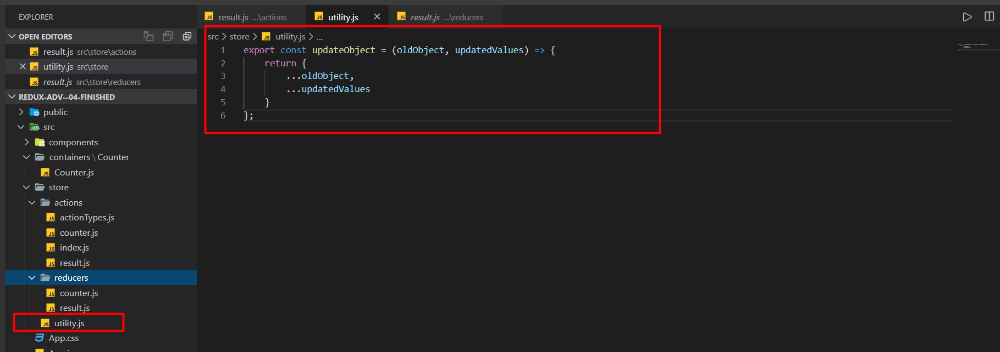 EXPLORER
OPEN EDITORS
result.js src\store\actions
utility.js src\store
result.js src\store\reducers
REDUX-ADV--04-FINISHED
public
src
components
containers \ Counter
Counter.js
store
actions
actionTypes.js
counter.js
index.js
result.js
reducers
counter.js
result.js
utility.js
App.css
result.js ...\actions
utility.js
result.js ...\reducers
src > store > utility.js > ...
1 export const updateObject = (oldObject, updatedValues) => {
2 return {
3 ...oldObject,
4 ...updatedValues
5 }
6 };